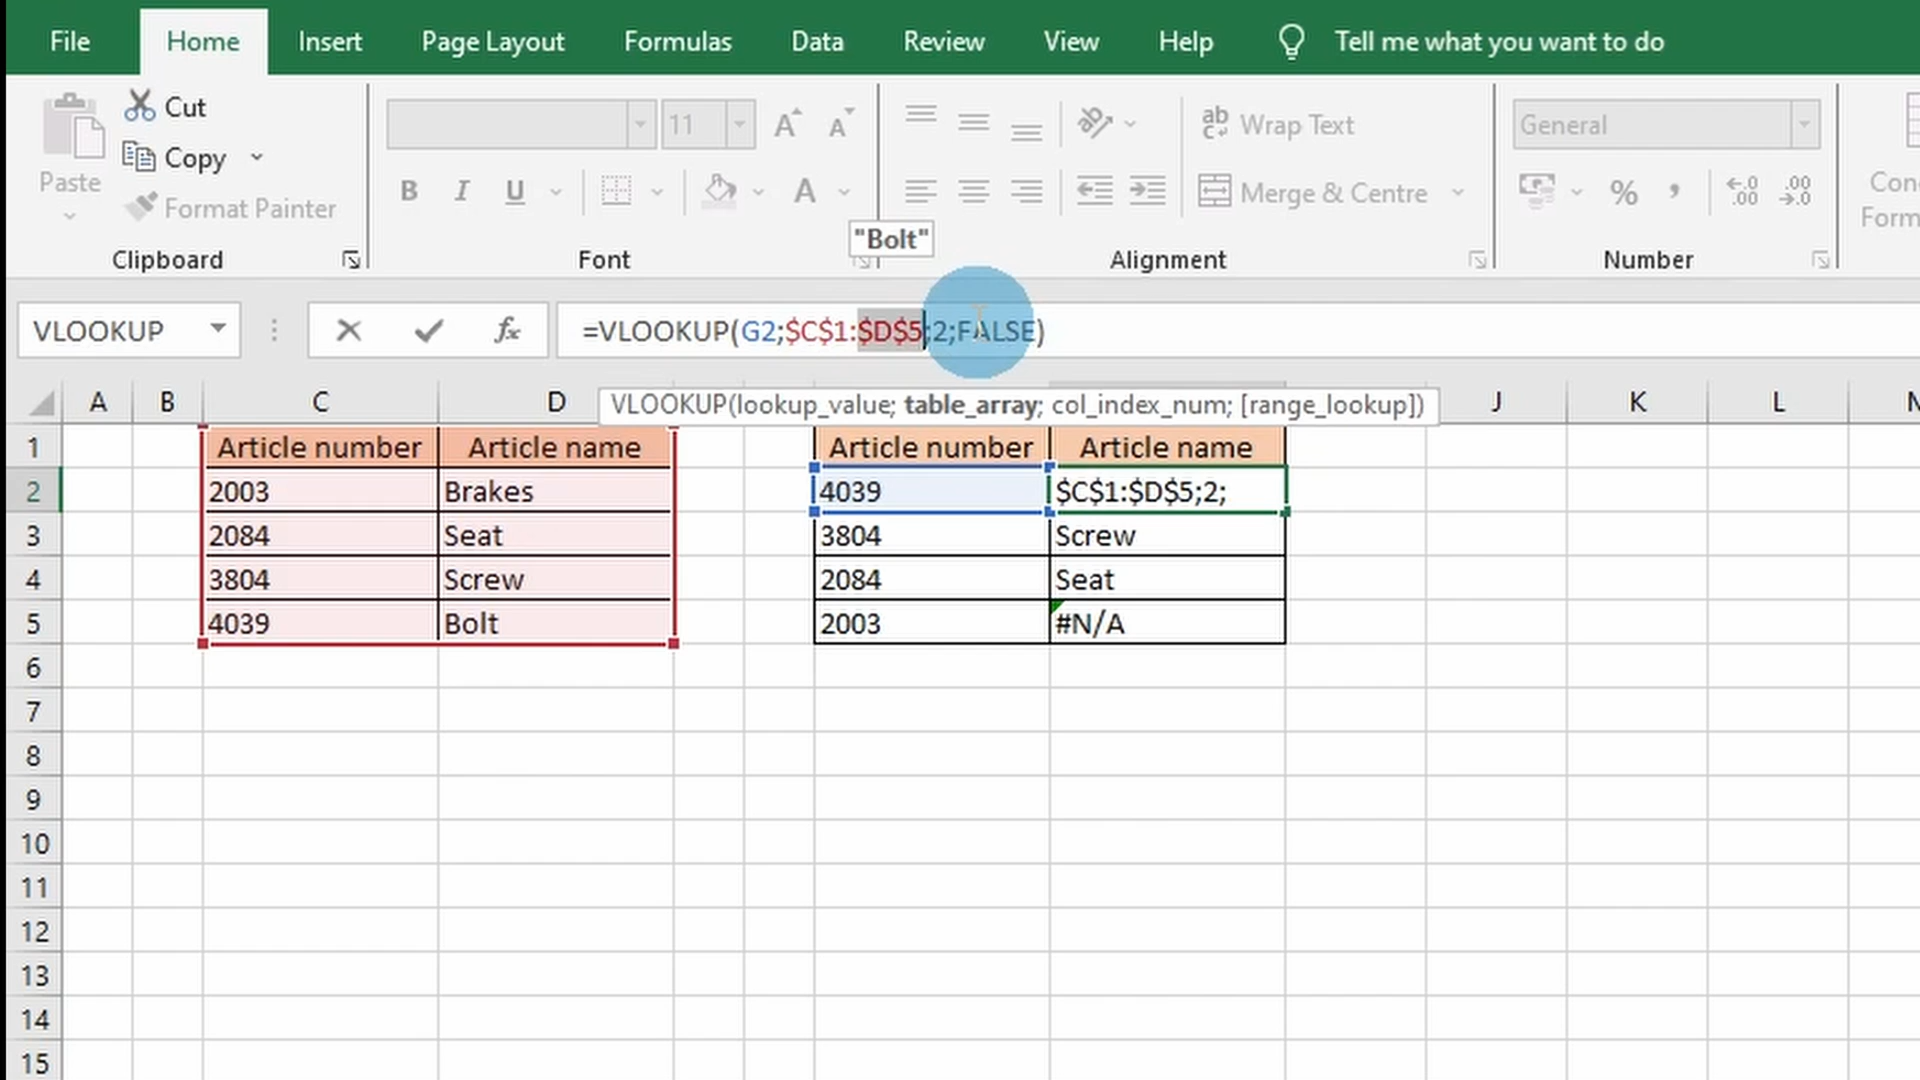 File Home Insert Page Layout Formulas Data Review View Help Tell me what you want to do
Cut
Copy
Paste
Format Painter
Clipboard
11
B I U A
Font
"Bolt"
ab Wrap Text
Merge & Centre
Alignment
General
% ,
Number
VLOOKUP
fx
=VLOOKUP(G2;$C$1:$D$5;2;FALSE)
VLOOKUP(lookup_value; table_array; col_index_num; [range_lookup])
A B C D J K L
1 Article number Article name Article number Article name
2 2003 Brakes 4039 $C$1:$D$5;2;
3 2084 Seat 3804 Screw
4 3804 Screw 2084 Seat
5 4039 Bolt 2003 #N/A
6
7
8
9
10
11
12
13
14
15